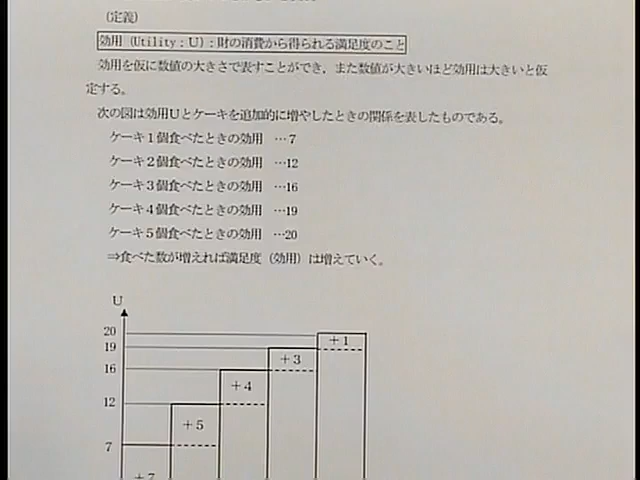 （定義）
効用（Utility：U）：財の消費から得られる満足度のこと
効用を仮に数値の大きさで表すことができ，また数値が大きいほど効用は大きいと仮
定する。
次の図は効用Uとケーキを追加的に増やしたときの関係を表したものである。
ケーキ1個食べたときの効用 …7
ケーキ2個食べたときの効用 …12
ケーキ3個食べたときの効用 …16
ケーキ4個食べたときの効用 …19
ケーキ5個食べたときの効用 …20
⇒食べた数が増えれば満足度（効用）は増えていく。
U
20
+1
19
+3
16
+4
12
+5
7
+7